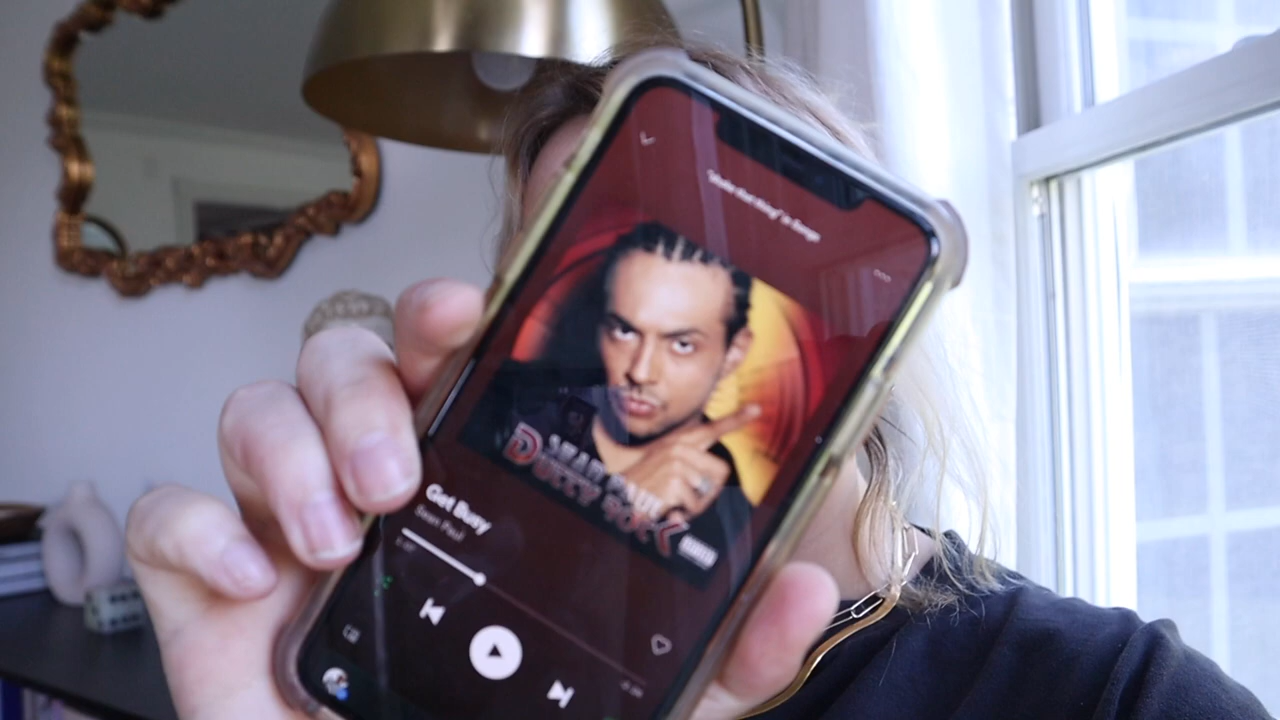 "shake that thing" in Songs
SEAN PAUL
DUTTY ROCK
Get Busy
Sean Paul